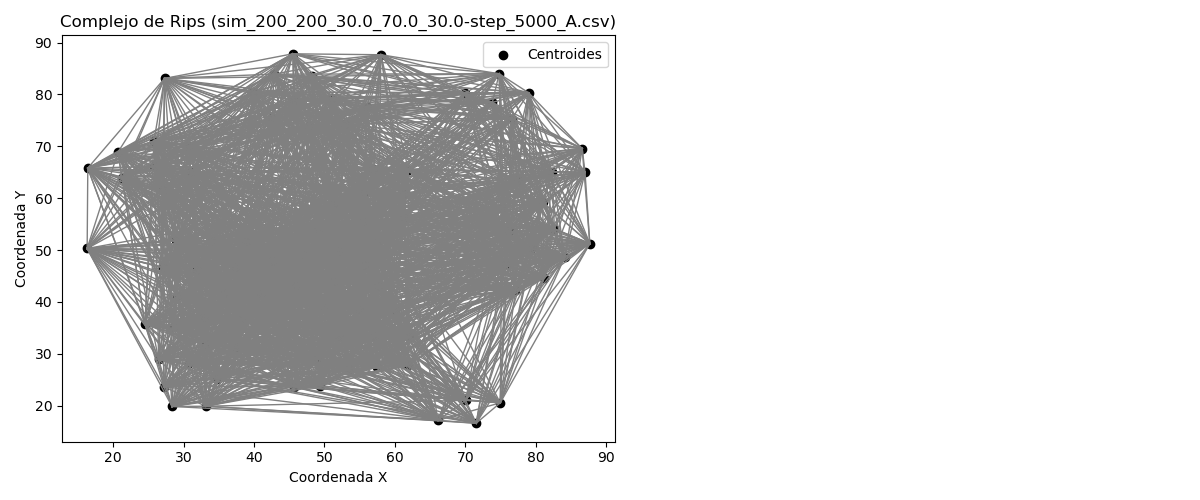 Complejo de Rips (sim_200_200_30.0_70.0_30.0-step_5000_A.csv)
Centroides
90
80
70
60
50
40
30
20
Coordenada Y
20 30 40 50 60 70 80 90
Coordenada X